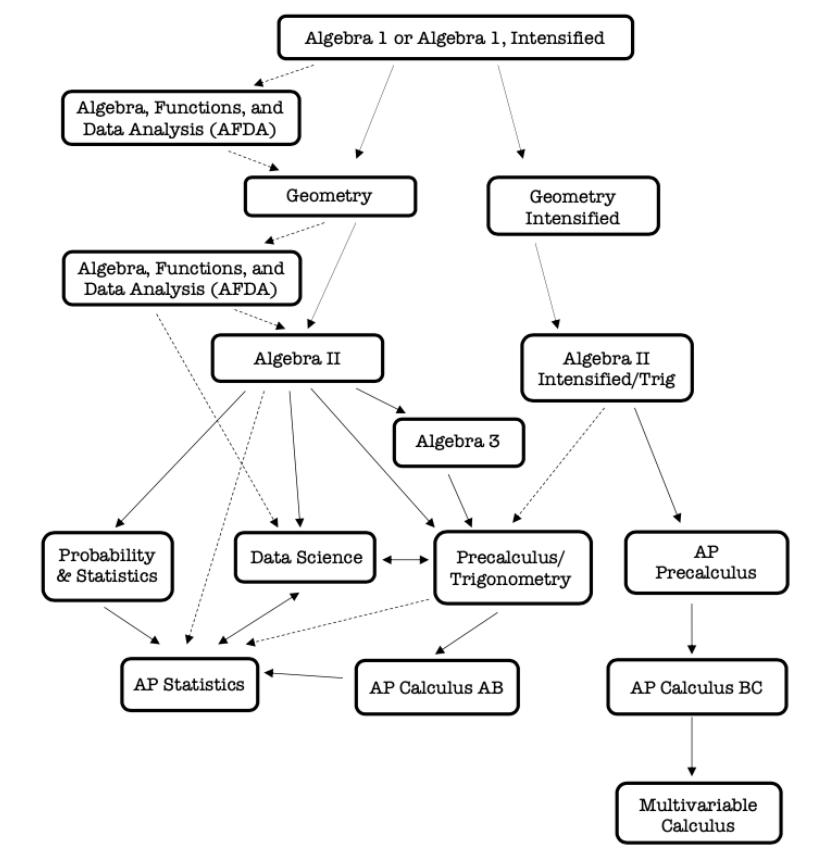 Algebra 1 or Algebra 1, Intensified
Algebra, Functions, and
Data Analysis (AFDA)
Geometry
Geometry
Intensified
Algebra, Functions, and
Data Analysis (AFDA)
Algebra II
Algebra II
Intensified/Trig
Algebra 3
Probability
& Statistics
Data Science
Precalculus/
Trigonometry
AP
Precalculus
AP Statistics
AP Calculus AB
AP Calculus BC
Multivariable
Calculus